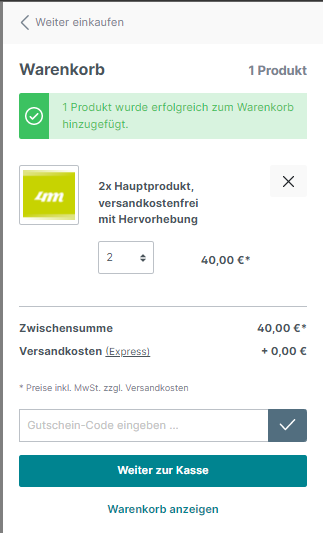 Weiter einkaufen
Warenkorb 1 Produkt
1 Produkt wurde erfolgreich zum Warenkorb
hinzugefügt.
2x Hauptprodukt,
versandkostenfrei
mit Hervorhebung
2 40,00 €*
Zwischensumme 40,00 €*
Versandkosten (Express) + 0,00 €
* Preise inkl. MwSt. zzgl. Versandkosten
Gutschein-Code eingeben ...
Weiter zur Kasse
Warenkorb anzeigen